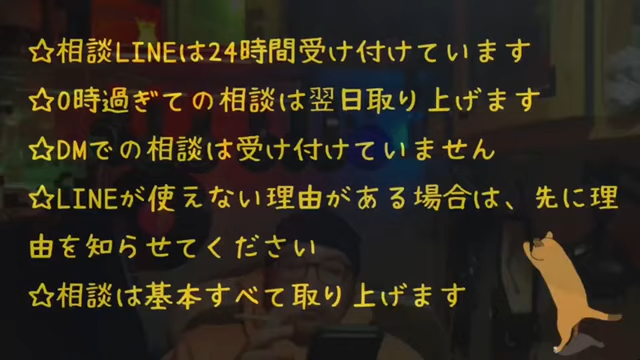 ☆相談LINEは24時間受け付けています
☆0時過ぎての相談は翌日取り上げます
☆DMでの相談は受け付けていません
☆LINEが使えない理由がある場合は、先に理
由を知らせてください
☆相談は基本すべて取り上げます